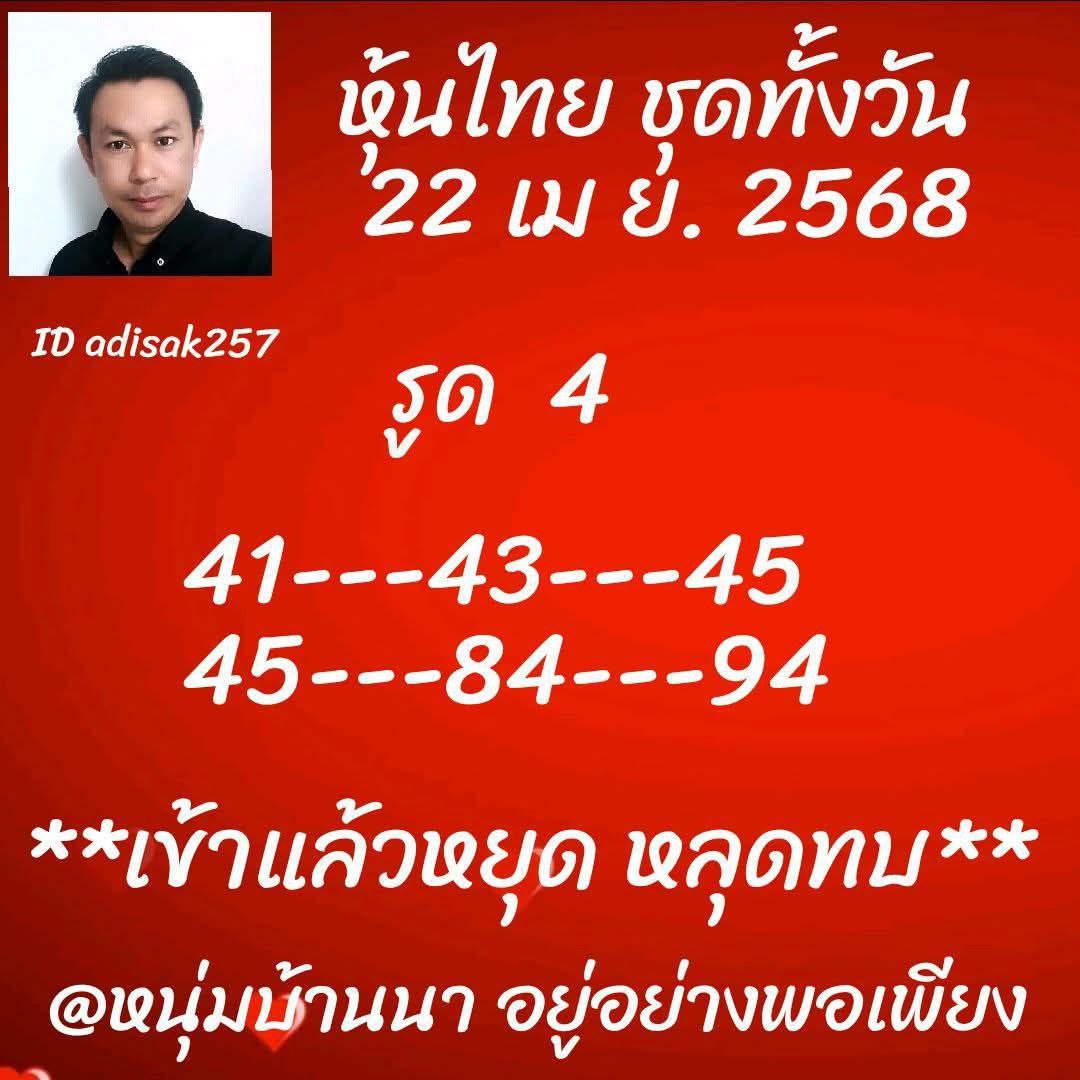 หุ้นไทย ชุดทั้งวัน
22 เม ย. 2568
ID adisak257
รูด 4
41---43---45
45---84---94
**เข้าแล้วหยุด หลุดทบ**
@หนุ่มบ้านนา อยู่อย่างพอเพียง